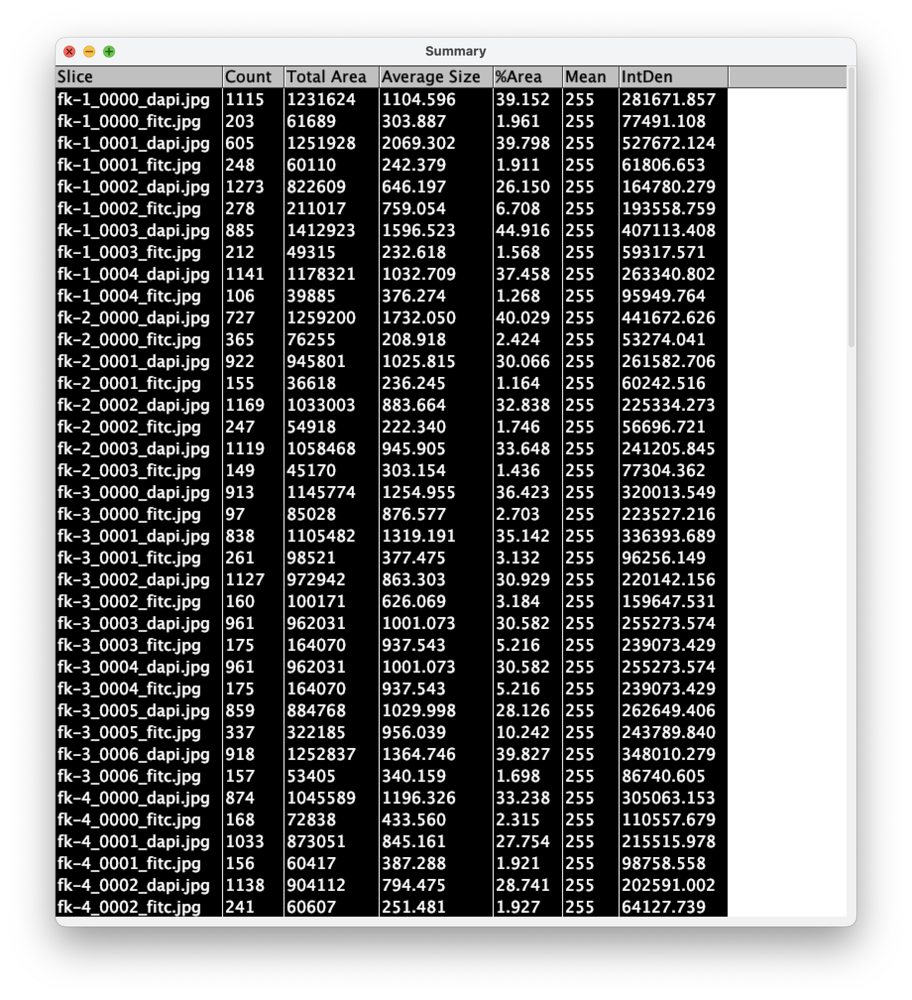 Summary
Slice Count Total Area Average Size %Area Mean IntDen
fk-1_0000_dapi.jpg 1115 1231624 1104.596 39.152 255 281671.857
fk-1_0000_fitc.jpg 203 61689 303.887 1.961 255 77491.108
fk-1_0001_dapi.jpg 605 1251928 2069.302 39.798 255 527672.124
fk-1_0001_fitc.jpg 248 60110 242.379 1.911 255 61806.653
fk-1_0002_dapi.jpg 1273 822609 646.197 26.150 255 164780.279
fk-1_0002_fitc.jpg 278 211017 759.054 6.708 255 193558.759
fk-1_0003_dapi.jpg 885 1412923 1596.523 44.916 255 407113.408
fk-1_0003_fitc.jpg 212 49315 232.618 1.568 255 59317.571
fk-1_0004_dapi.jpg 1141 1178321 1032.709 37.458 255 263340.802
fk-1_0004_fitc.jpg 106 39885 376.274 1.268 255 95949.764
fk-2_0000_dapi.jpg 727 1259200 1732.050 40.029 255 441672.626
fk-2_0000_fitc.jpg 365 76255 208.918 2.424 255 53274.041
fk-2_0001_dapi.jpg 922 945801 1025.815 30.066 255 261582.706
fk-2_0001_fitc.jpg 155 36618 236.245 1.164 255 60242.516
fk-2_0002_dapi.jpg 1169 1033003 883.664 32.838 255 225334.273
fk-2_0002_fitc.jpg 247 54918 222.340 1.746 255 56696.721
fk-2_0003_dapi.jpg 1119 1058468 945.905 33.648 255 241205.845
fk-2_0003_fitc.jpg 149 45170 303.154 1.436 255 77304.362
fk-3_0000_dapi.jpg 913 1145774 1254.955 36.423 255 320013.549
fk-3_0000_fitc.jpg 97 85028 876.577 2.703 255 223527.216
fk-3_0001_dapi.jpg 838 1105482 1319.191 35.142 255 336393.689
fk-3_0001_fitc.jpg 261 98521 377.475 3.132 255 96256.149
fk-3_0002_dapi.jpg 1127 972942 863.303 30.929 255 220142.156
fk-3_0002_fitc.jpg 160 100171 626.069 3.184 255 159647.531
fk-3_0003_dapi.jpg 961 962031 1001.073 30.582 255 255273.574
fk-3_0003_fitc.jpg 175 164070 937.543 5.216 255 239073.429
fk-3_0004_dapi.jpg 961 962031 1001.073 30.582 255 255273.574
fk-3_0004_fitc.jpg 175 164070 937.543 5.216 255 239073.429
fk-3_0005_dapi.jpg 859 884768 1029.998 28.126 255 262649.406
fk-3_0005_fitc.jpg 337 322185 956.039 10.242 255 243789.840
fk-3_0006_dapi.jpg 918 1252837 1364.746 39.827 255 348010.279
fk-3_0006_fitc.jpg 157 53405 340.159 1.698 255 86740.605
fk-4_0000_dapi.jpg 874 1045589 1196.326 33.238 255 305063.153
fk-4_0000_fitc.jpg 168 72838 433.560 2.315 255 110557.679
fk-4_0001_dapi.jpg 1033 873051 845.161 27.754 255 215515.978
fk-4_0001_fitc.jpg 156 60417 387.288 1.921 255 98758.558
fk-4_0002_dapi.jpg 1138 904112 794.475 28.741 255 202591.002
fk-4_0002_fitc.jpg 241 60607 251.481 1.927 255 64127.739